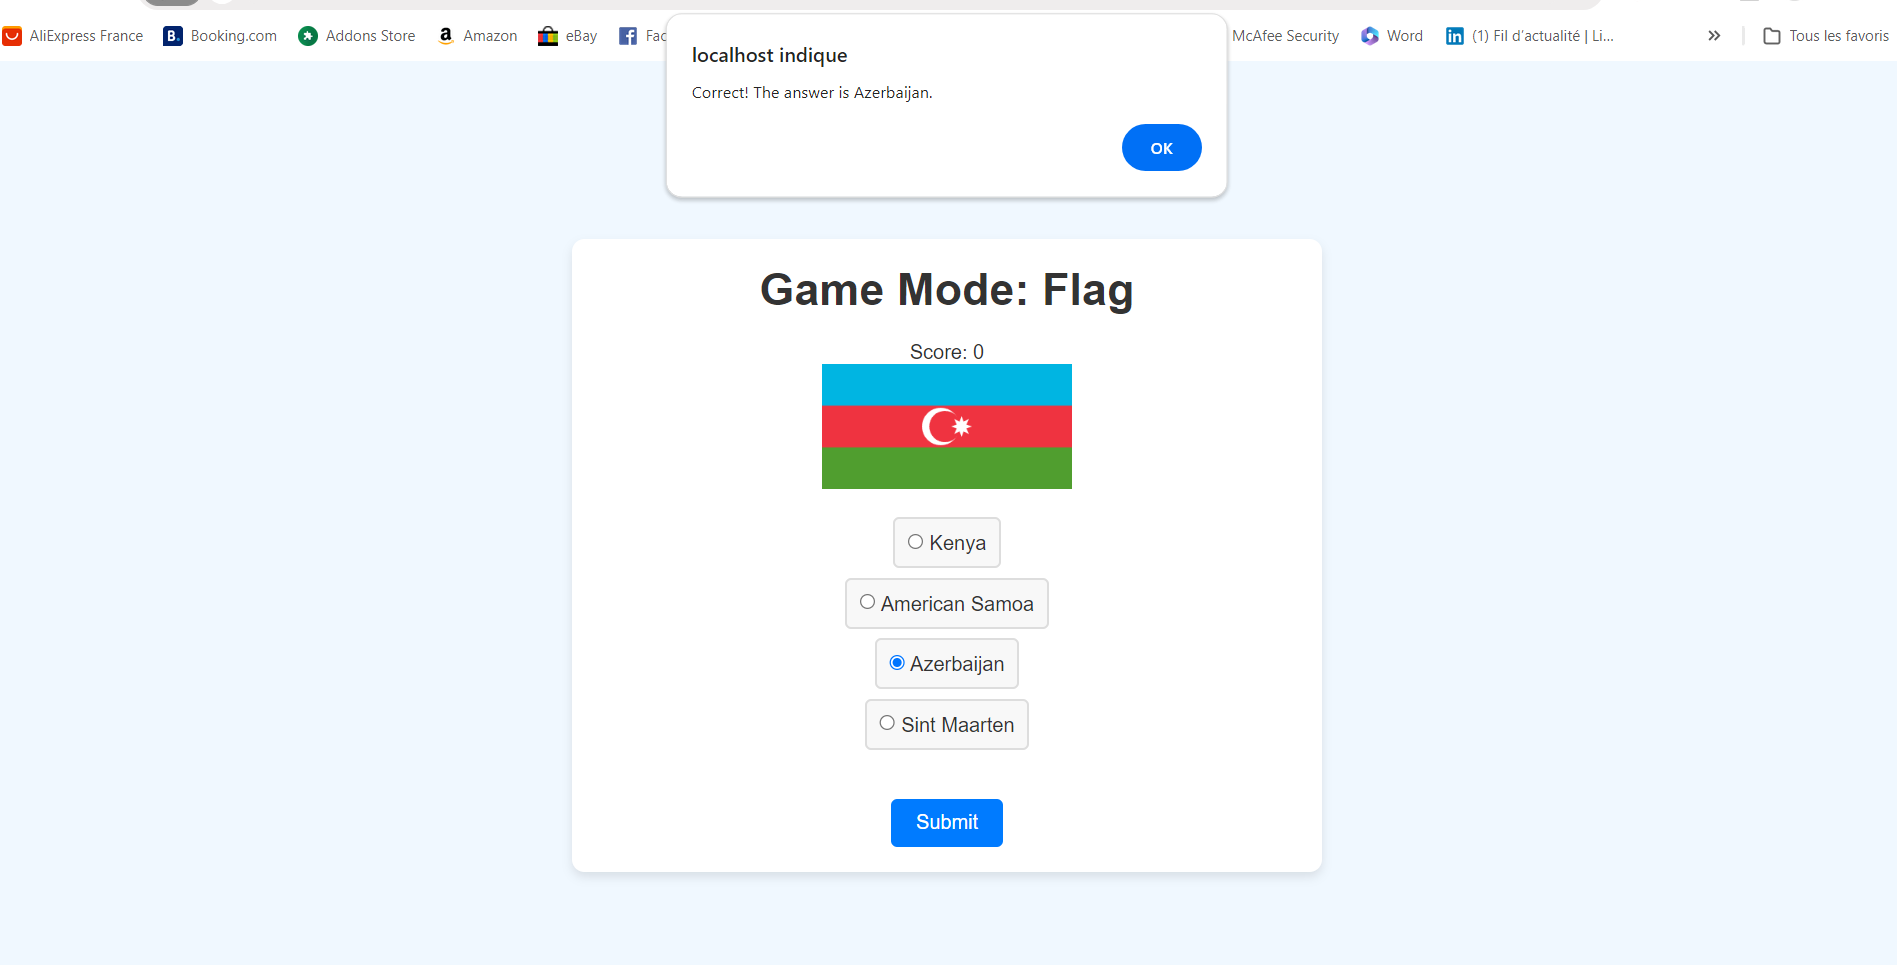 AliExpress France Booking.com Addons Store Amazon eBay McAfee Security Word (1) Fil d'actualité | Li... Tous les favoris
localhost indique
Correct! The answer is Azerbaijan.
OK
Game Mode: Flag
Score: 0
Kenya
American Samoa
Azerbaijan
Sint Maarten
Submit